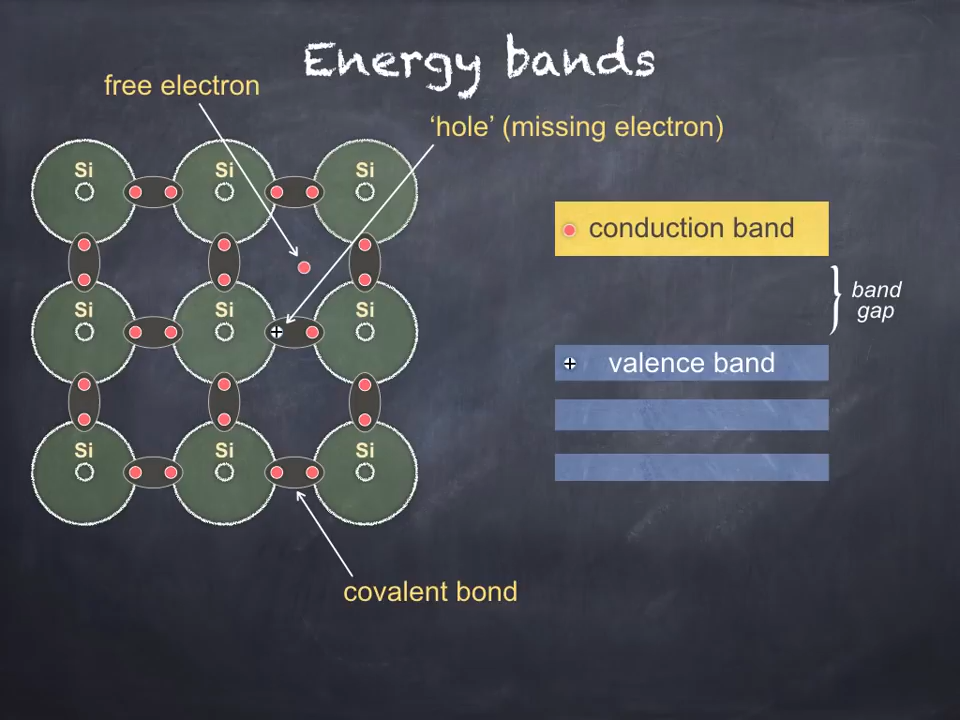 Energy bands
free electron
‘hole’ (missing electron)
Si Si Si
conduction band
band
gap
Si Si Si
valence band
Si Si Si
covalent bond